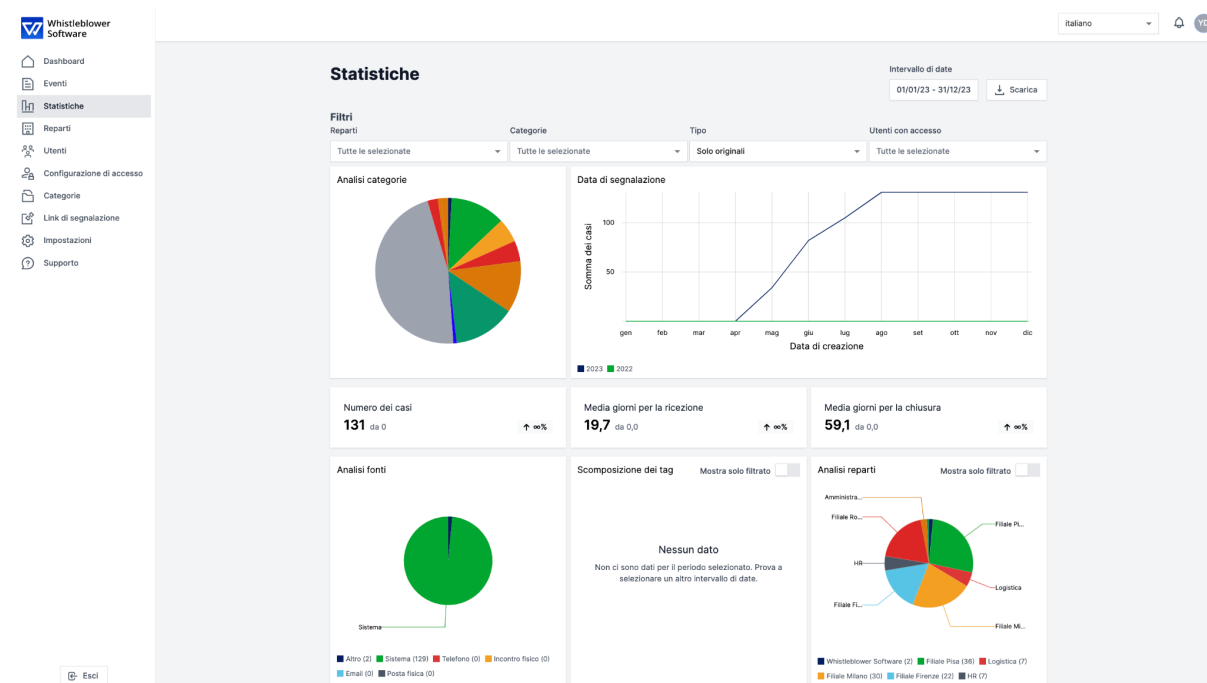 Whistleblower
Software
italiano
YD
Dashboard
Eventi
Statistiche
Reparti
Utenti
Configurazione di accesso
Categorie
Link di segnalazione
Impostazioni
Supporto
Esci
Statistiche
Intervallo di date
01/01/23 - 31/12/23
Scarica
Filtri
Reparti
Categorie
Tipo
Utenti con accesso
Tutte le selezionate
Tutte le selezionate
Solo originali
Tutte le selezionate
Analisi categorie
Data di segnalazione
Somma dei casi
100
50
gen feb mar apr mag giu lug ago set ott nov dic
Data di creazione
2023 2022
Numero dei casi
131 da 0
↑ ∞%
Media giorni per la ricezione
19,7 da 0,0
↑ ∞%
Media giorni per la chiusura
59,1 da 0,0
↑ ∞%
Analisi fonti
Sistema
Altro (2) Sistema (129) Telefono (0) Incontro fisico (0)
Email (0) Posta fisica (0)
Scomposizione dei tag
Mostra solo filtrato
Nessun dato
Non ci sono dati per il periodo selezionato. Prova a
selezionare un altro intervallo di date.
Analisi reparti
Mostra solo filtrato
Amministra...
Filiale Ro...
Filiale Pi...
HR
Logistica
Filiale Fi...
Filiale Mi...
Whistleblower Software (2) Filiale Pisa (36) Logistica (7)
Filiale Milano (30) Filiale Firenze (22) HR (7)